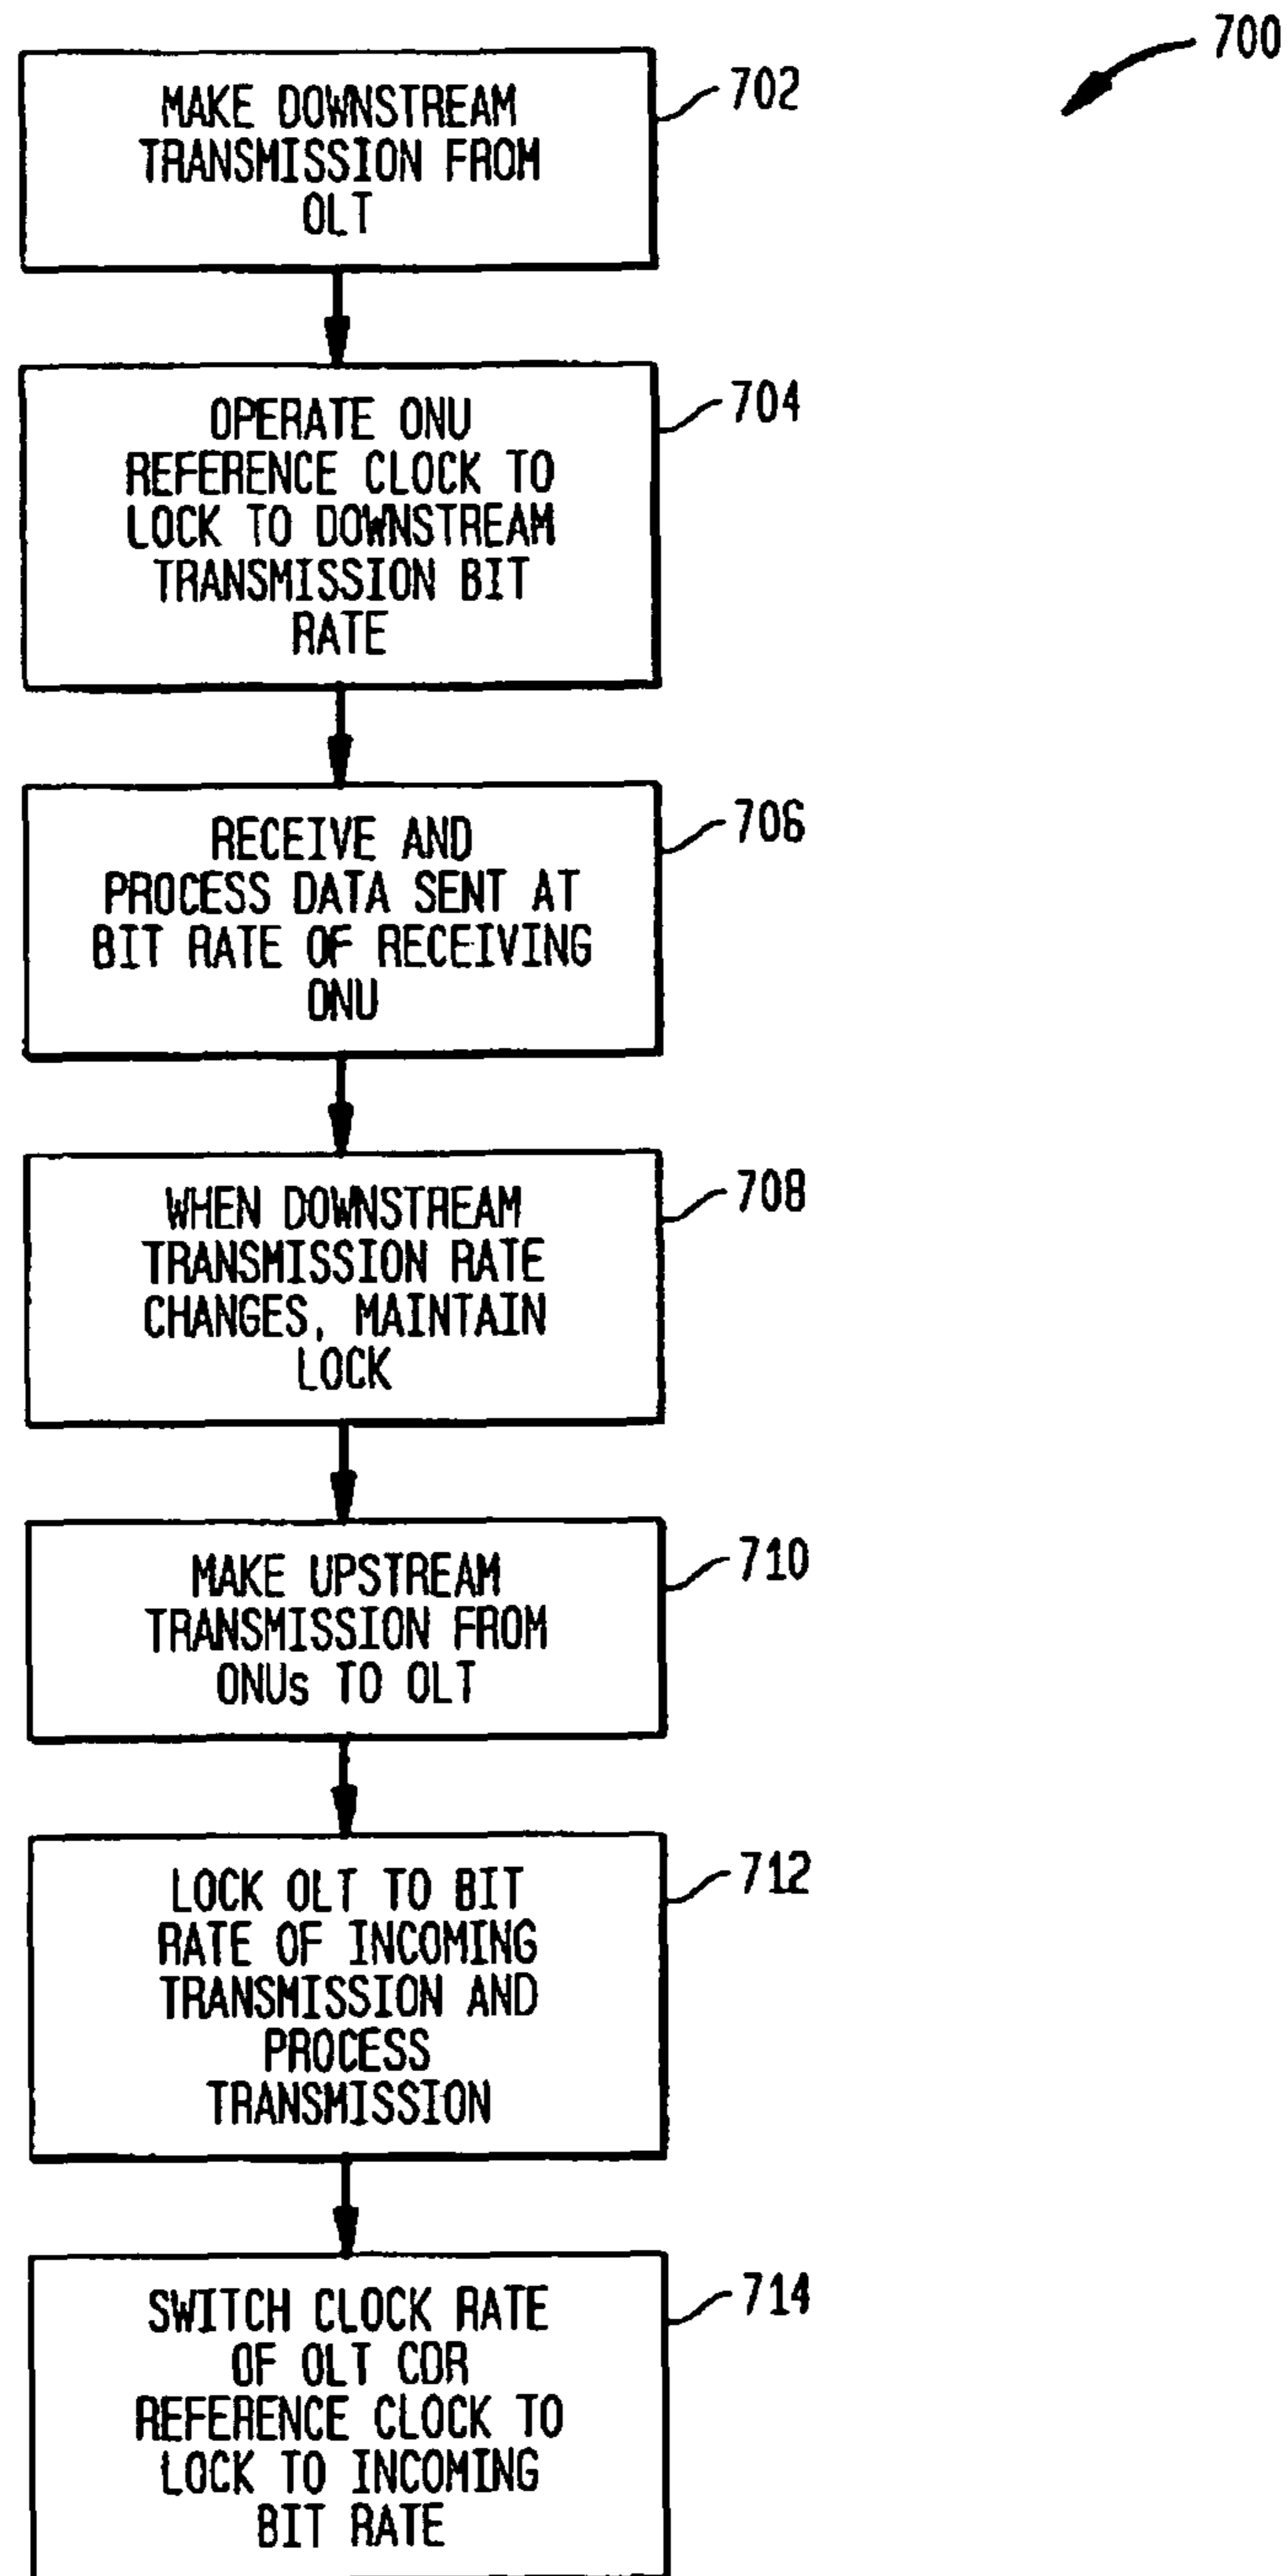 700
MAKE DOWNSTREAM
TRANSMISSION FROM
OLT
702
OPERATE ONU
REFERENCE CLOCK TO
LOCK TO DOWNSTREAM
TRANSMISSION BIT
RATE
704
RECEIVE AND
PROCESS DATA SENT AT
BIT RATE OF RECEIVING
ONU
706
WHEN DOWNSTREAM
TRANSMISSION RATE
CHANGES, MAINTAIN
LOCK
708
MAKE UPSTREAM
TRANSMISSION FROM
ONUs TO OLT
710
LOCK OLT TO BIT
RATE OF INCOMING
TRANSMISSION AND
PROCESS
TRANSMISSION
712
SWITCH CLOCK RATE
OF OLT CDR
REFERENCE CLOCK TO
LOCK TO INCOMING
BIT RATE
714